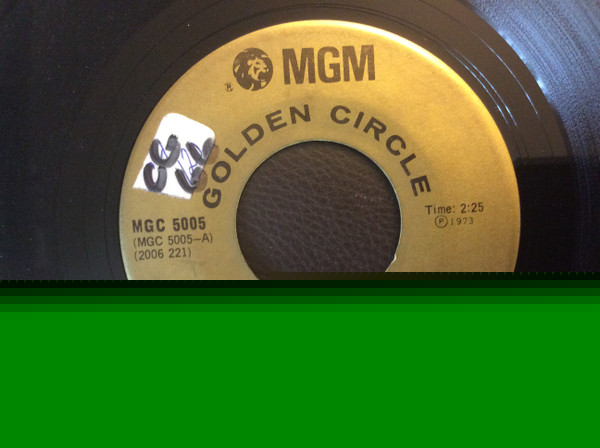 ® MGM
GOLDEN CIRCLE
MGC 5005
(MGC 5005—A)
(2006 221)
Time: 2:25
Ⓟ 1973